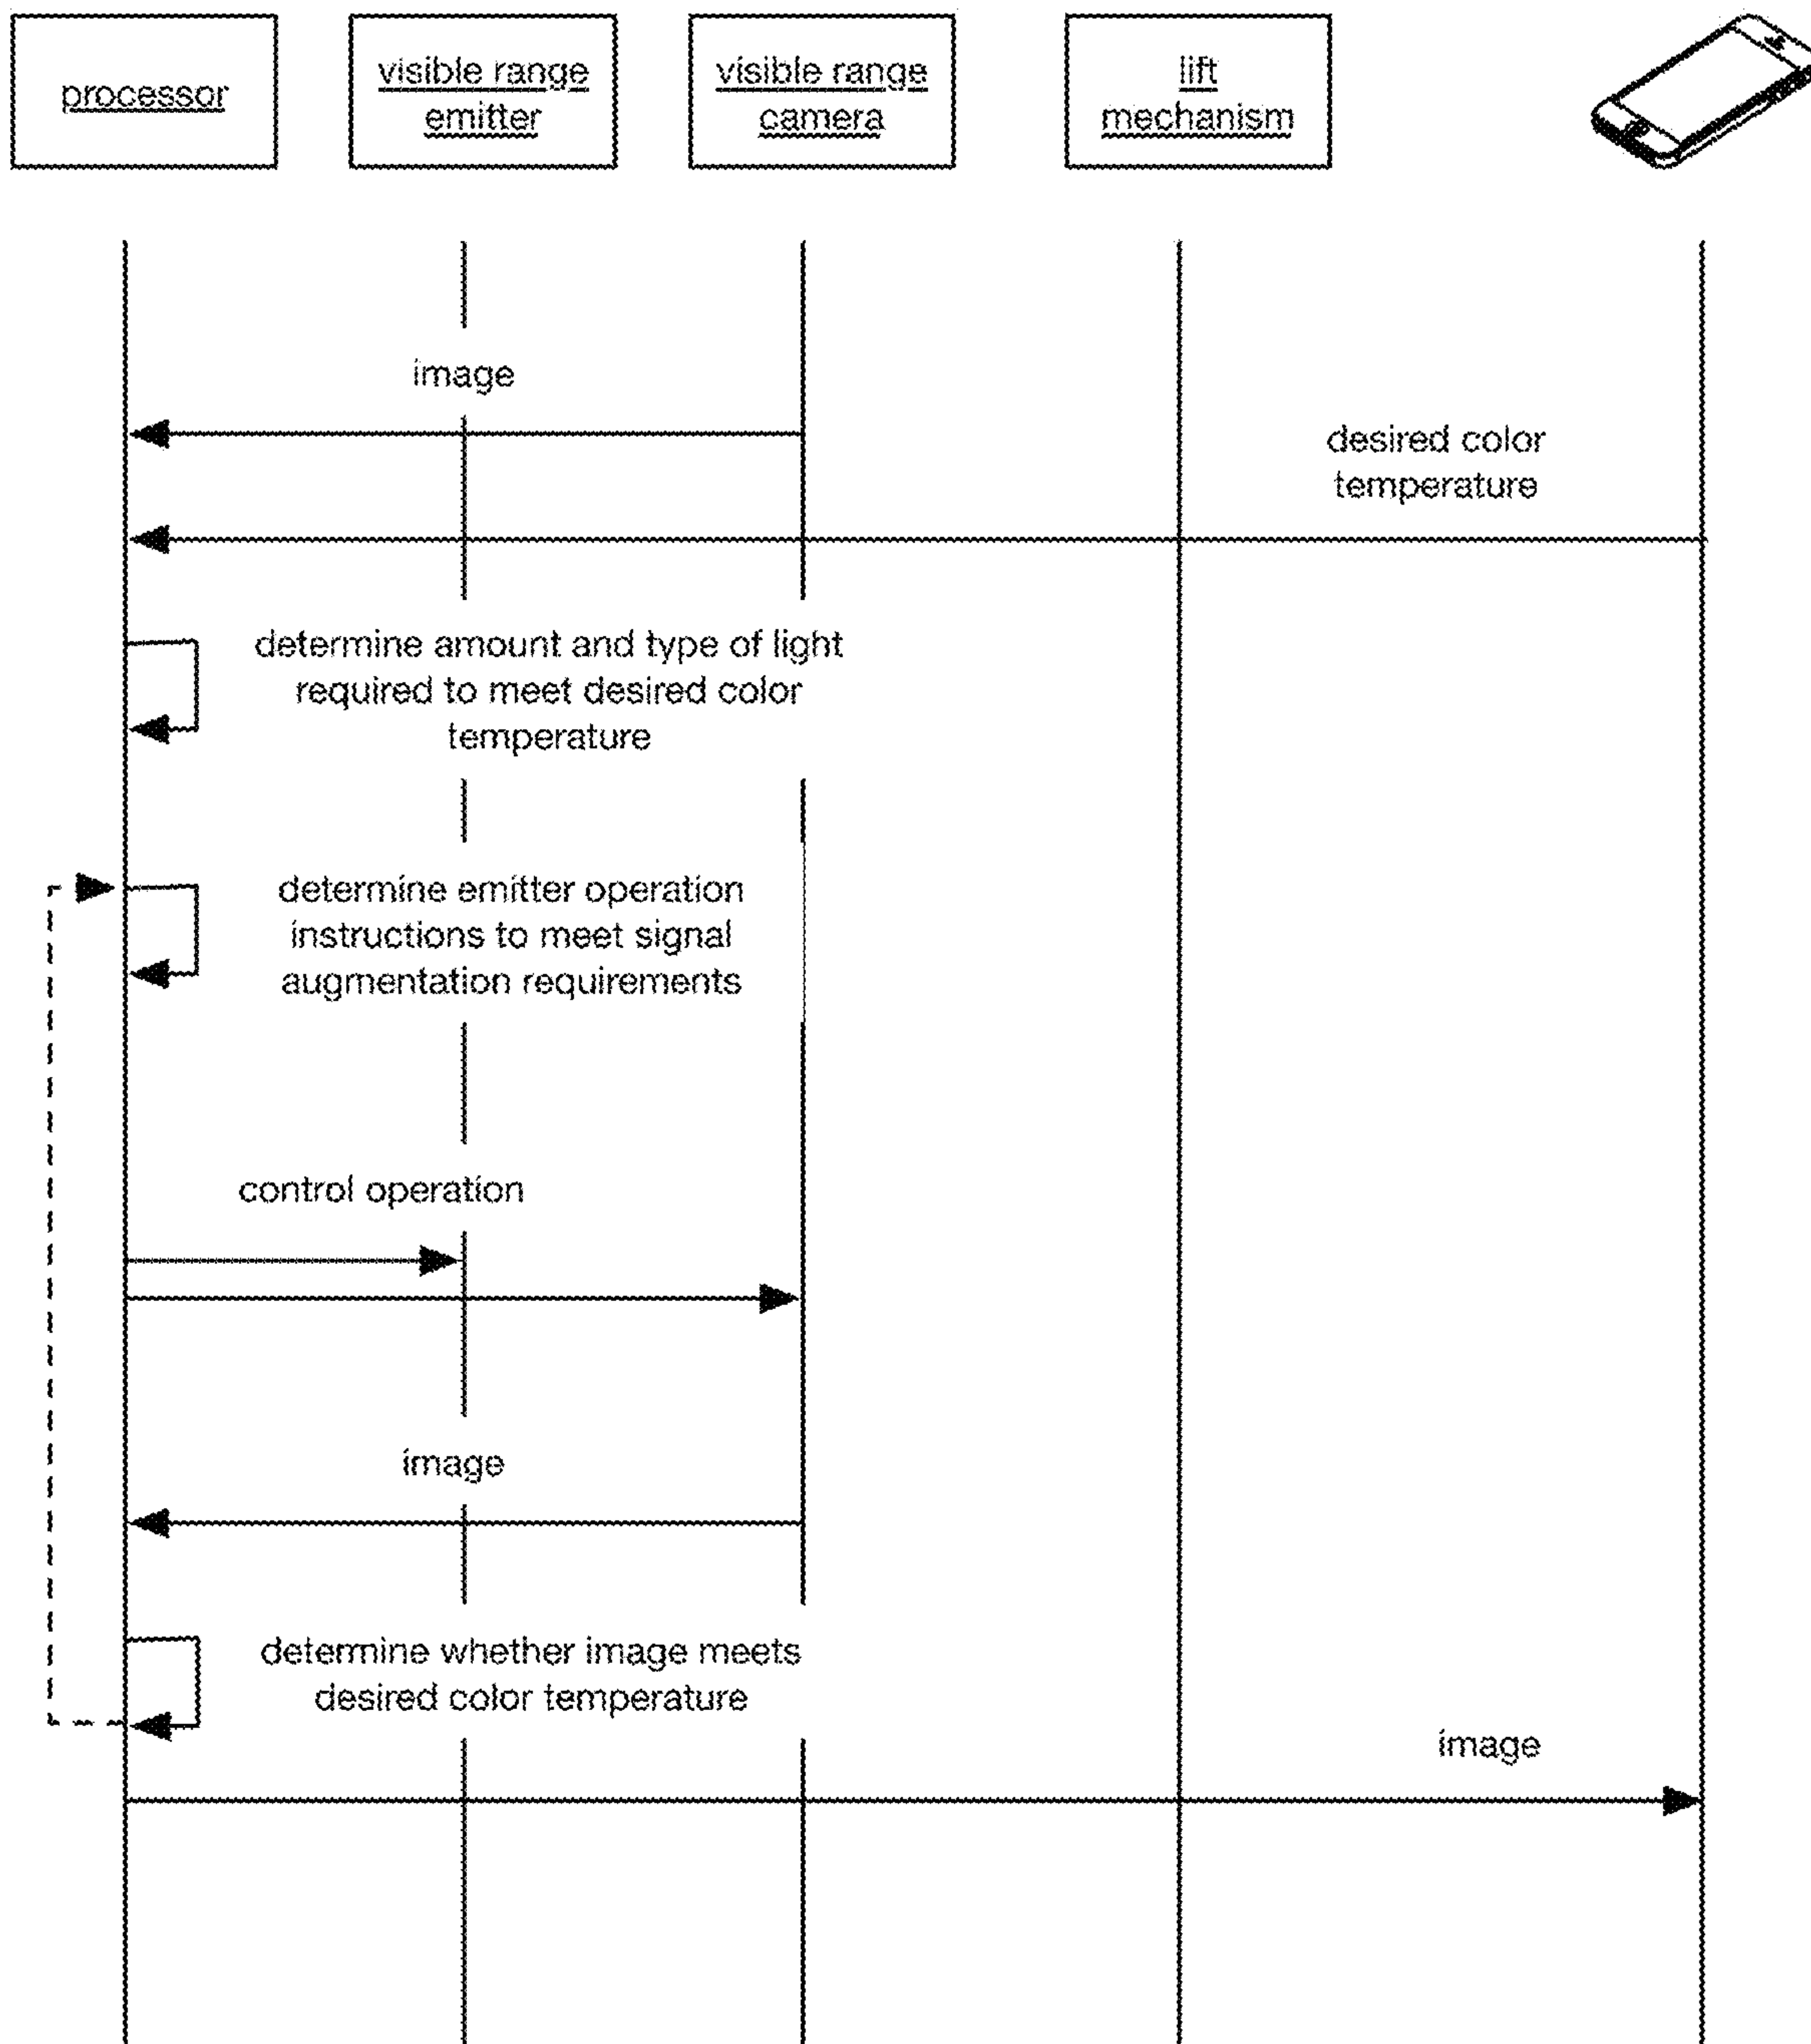 processor
visible range
emitter
visible range
camera
lift
mechanism
image
desired color
temperature
determine amount and type of light
required to meet desired color
temperature
determine emitter operation
instructions to meet signal
augmentation requirements
control operation
image
determine whether image meets
desired color temperature
image